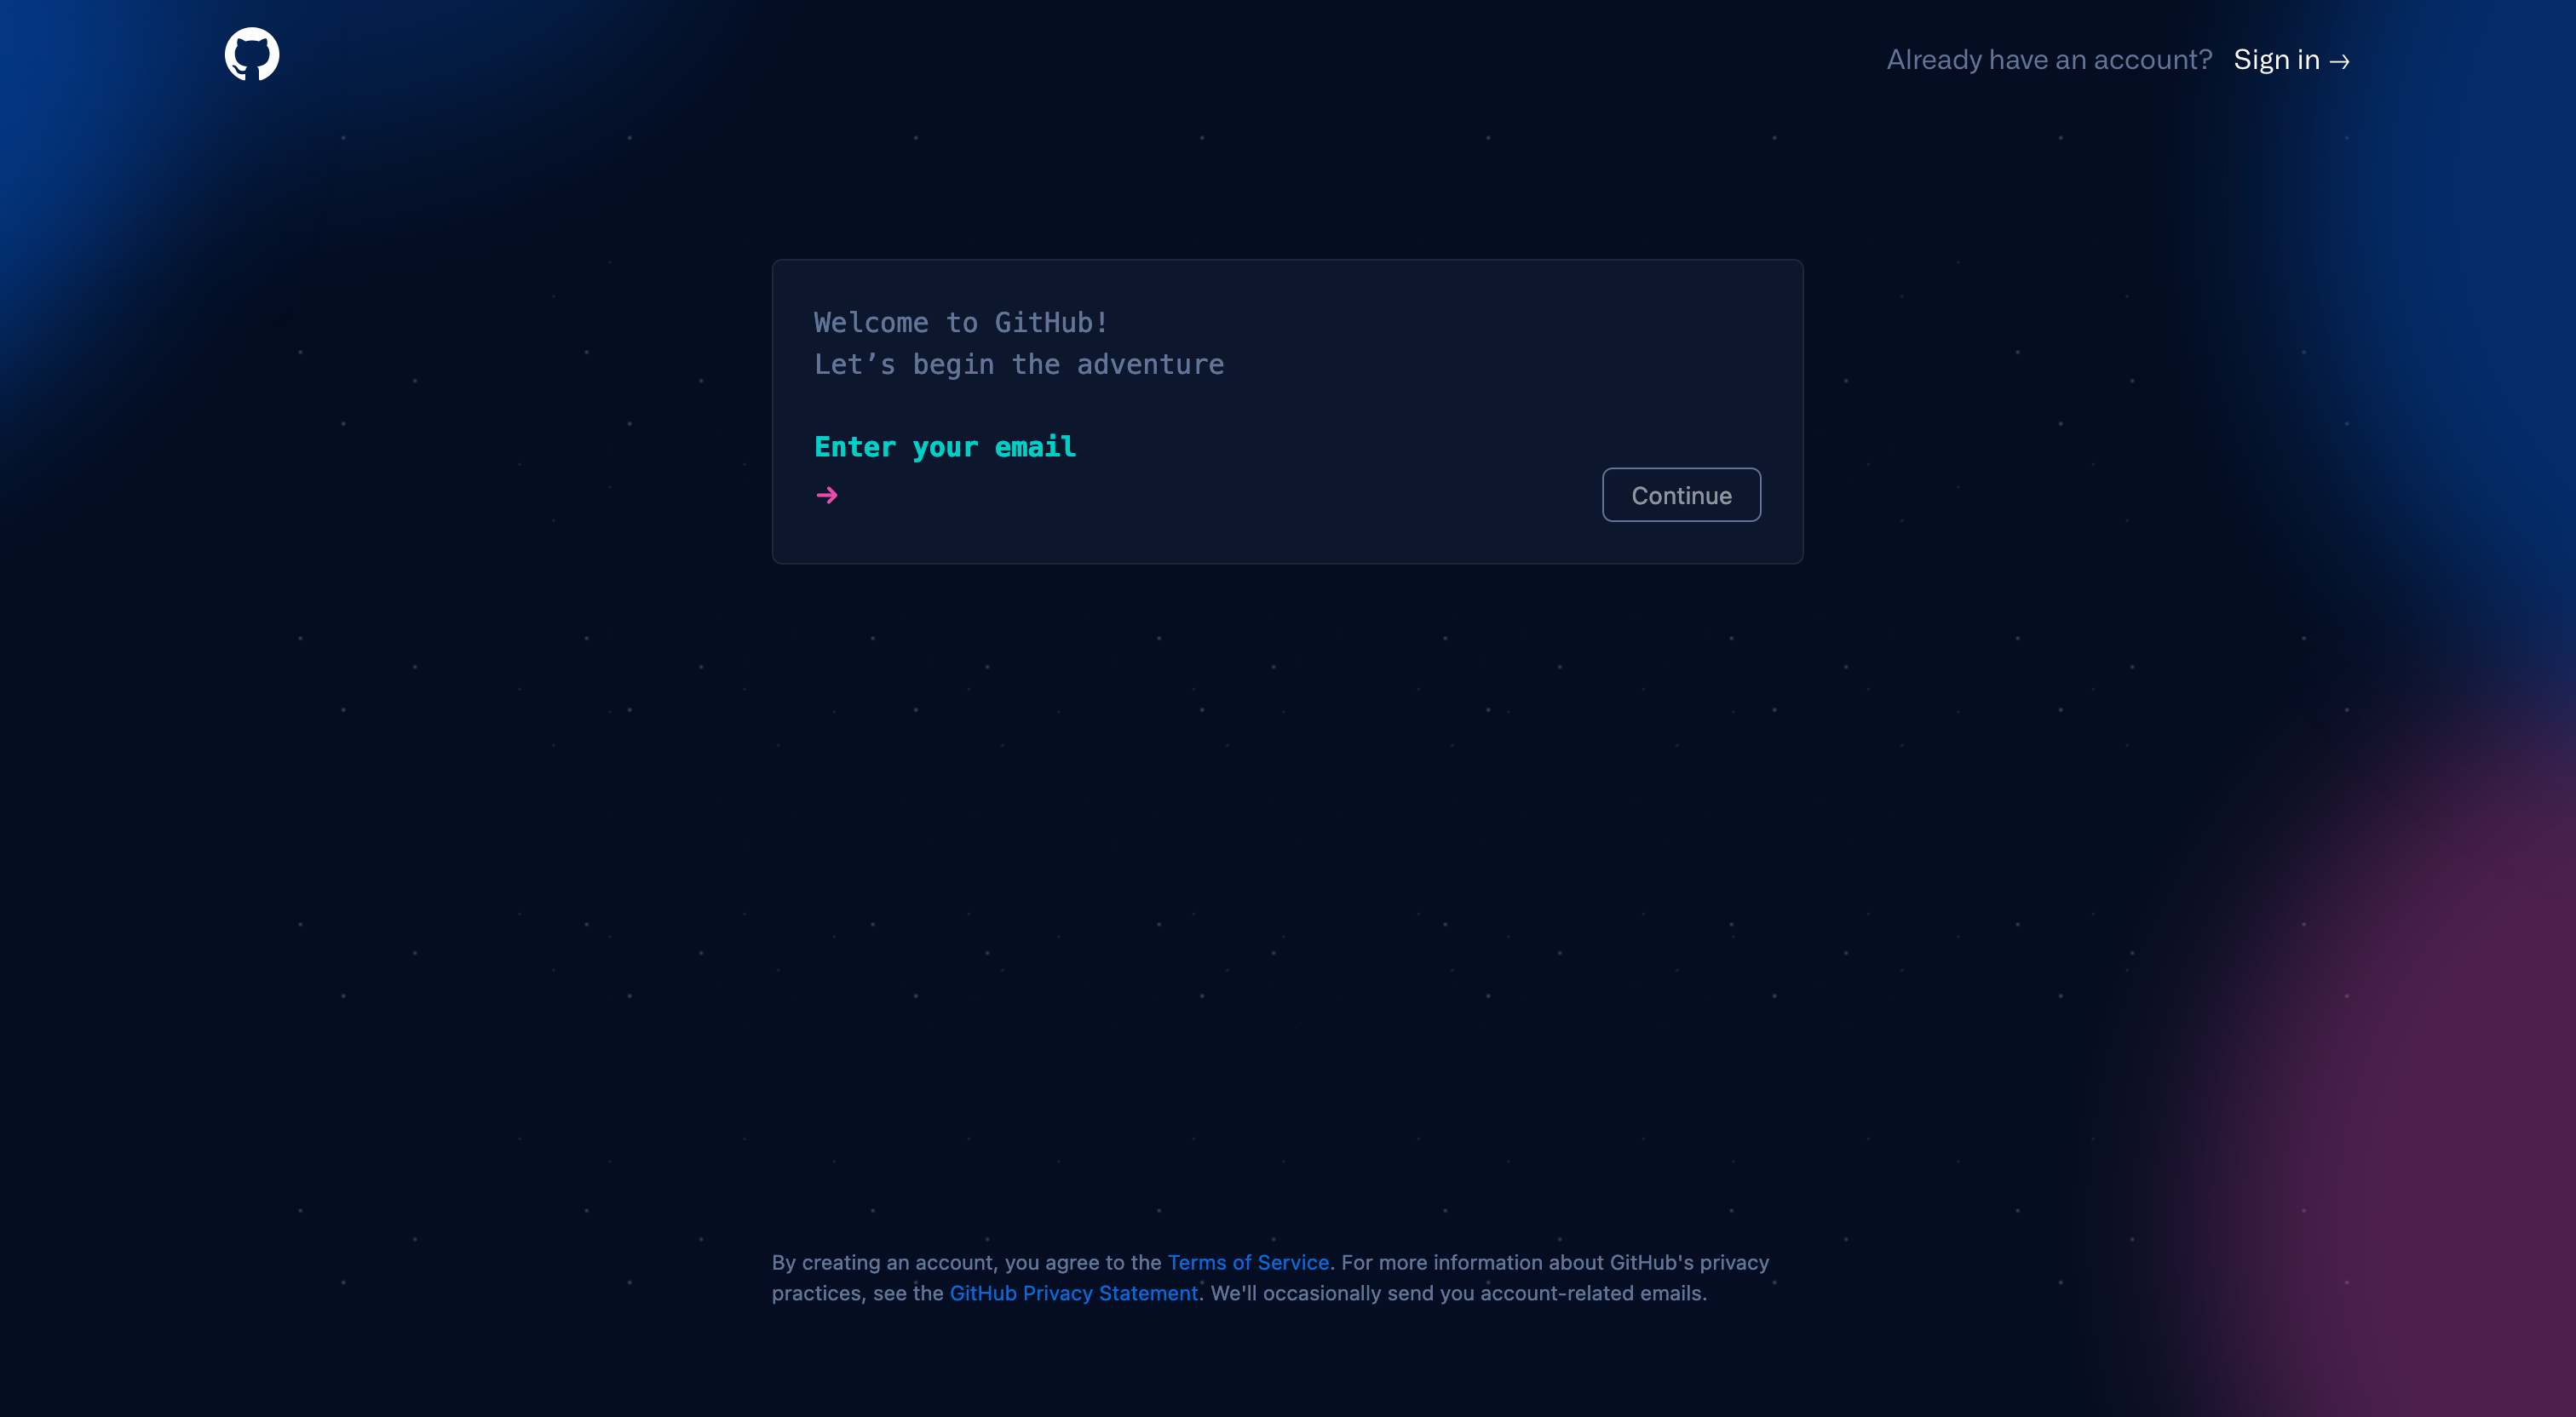 Already have an account? Sign in →
Welcome to GitHub!
Let’s begin the adventure
Enter your email
→
Continue
By creating an account, you agree to the Terms of Service. For more information about GitHub's privacy
practices, see the GitHub Privacy Statement. We'll occasionally send you account-related emails.